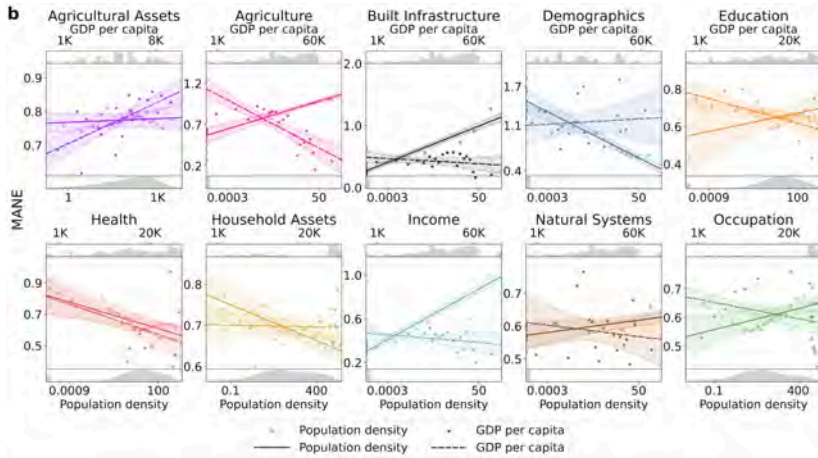 b
Agricultural Assets Agriculture Built Infrastructure Demographics Education
GDP per capita GDP per capita GDP per capita GDP per capita GDP per capita
1K 8K 1K 60K 1K 60K 1K 60K 1K 20K
0.9
0.8
0.7
1.2
0.7
0.2
2.0
1.0
0.0
1.7
1.1
0.4
0.8
0.6
0.4
1 1K 0.0003 50 0.0003 50 0.0003 50 0.0009 100
MANE
Health Household Assets Income Natural Systems Occupation
1K 20K 1K 20K 1K 60K 1K 60K 1K 20K
0.9
0.7
0.5
0.8
0.7
0.6
1.0
0.6
0.2
0.7
0.6
0.5
0.7
0.6
0.5
0.0009 100 0.1 400 0.0003 50 0.0003 50 0.1 400
Population density Population density Population density Population density Population density
Population density GDP per capita
Population density GDP per capita